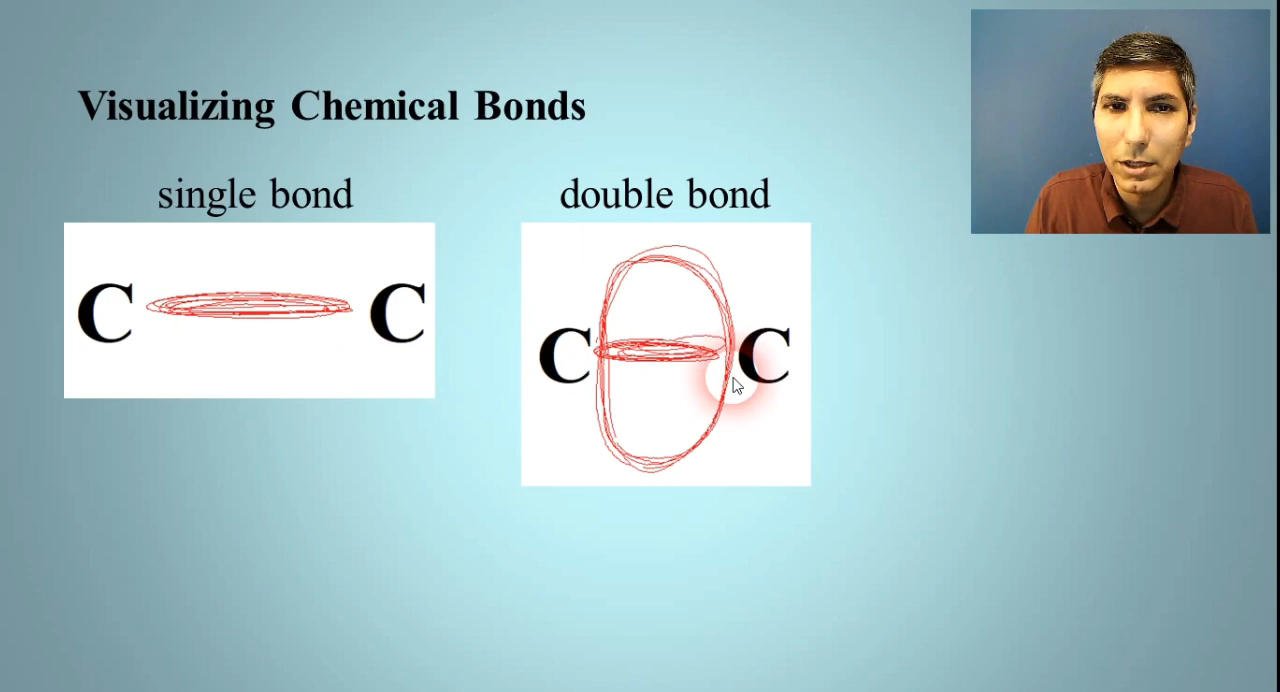 Visualizing Chemical Bonds
single bond
double bond
C C
C C